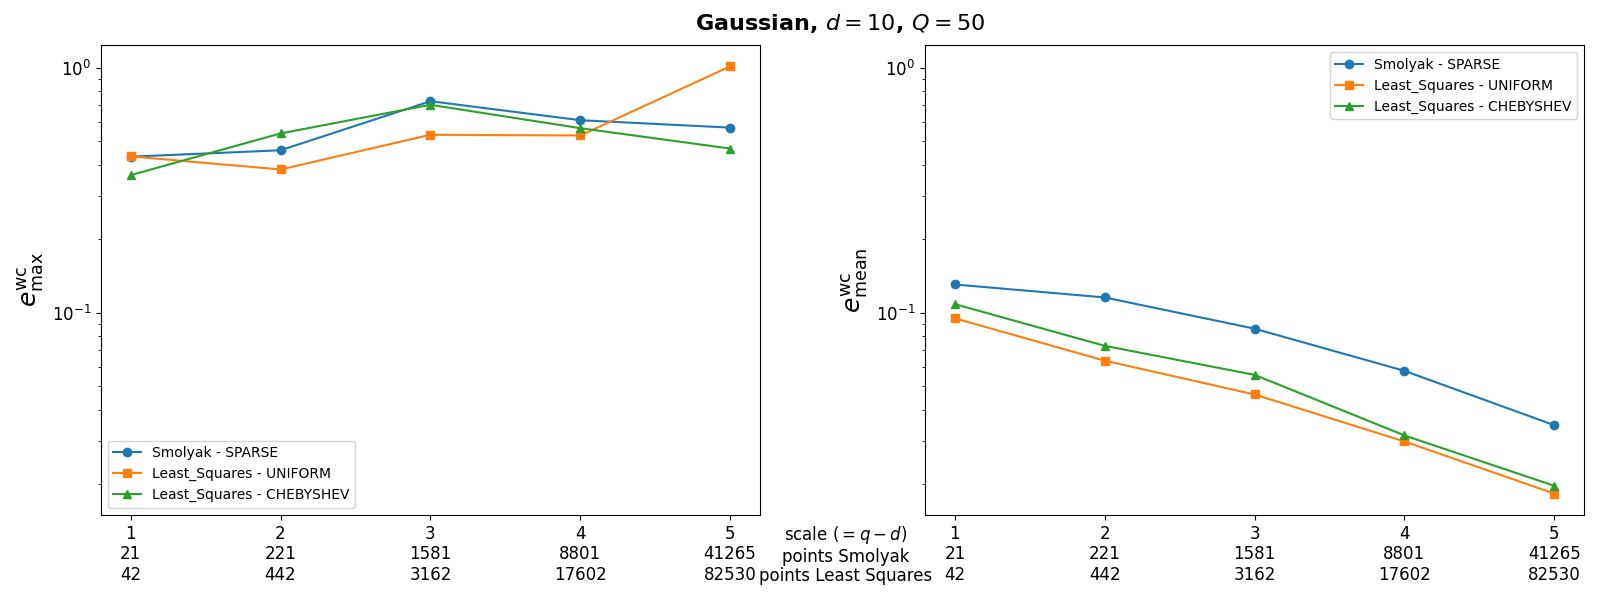 Gaussian, d = 10, Q = 50
10⁰
10⁻¹
e^wc_max
Smolyak - SPARSE
Least_Squares - UNIFORM
Least_Squares - CHEBYSHEV
1 2 3 4 5
21 221 1581 8801 41265
42 442 3162 17602 82530
scale (= q − d)
points Smolyak
points Least Squares
10⁰
10⁻¹
e^wc_mean
Smolyak - SPARSE
Least_Squares - UNIFORM
Least_Squares - CHEBYSHEV
1 2 3 4 5
21 221 1581 8801 41265
42 442 3162 17602 82530